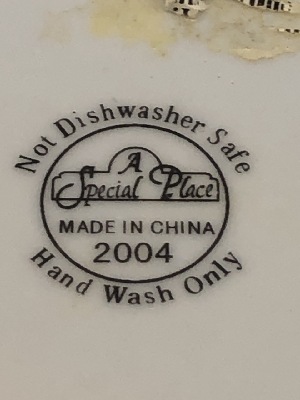 Not Dishwasher Safe
A
Special Place
MADE IN CHINA
2004
Hand Wash Only